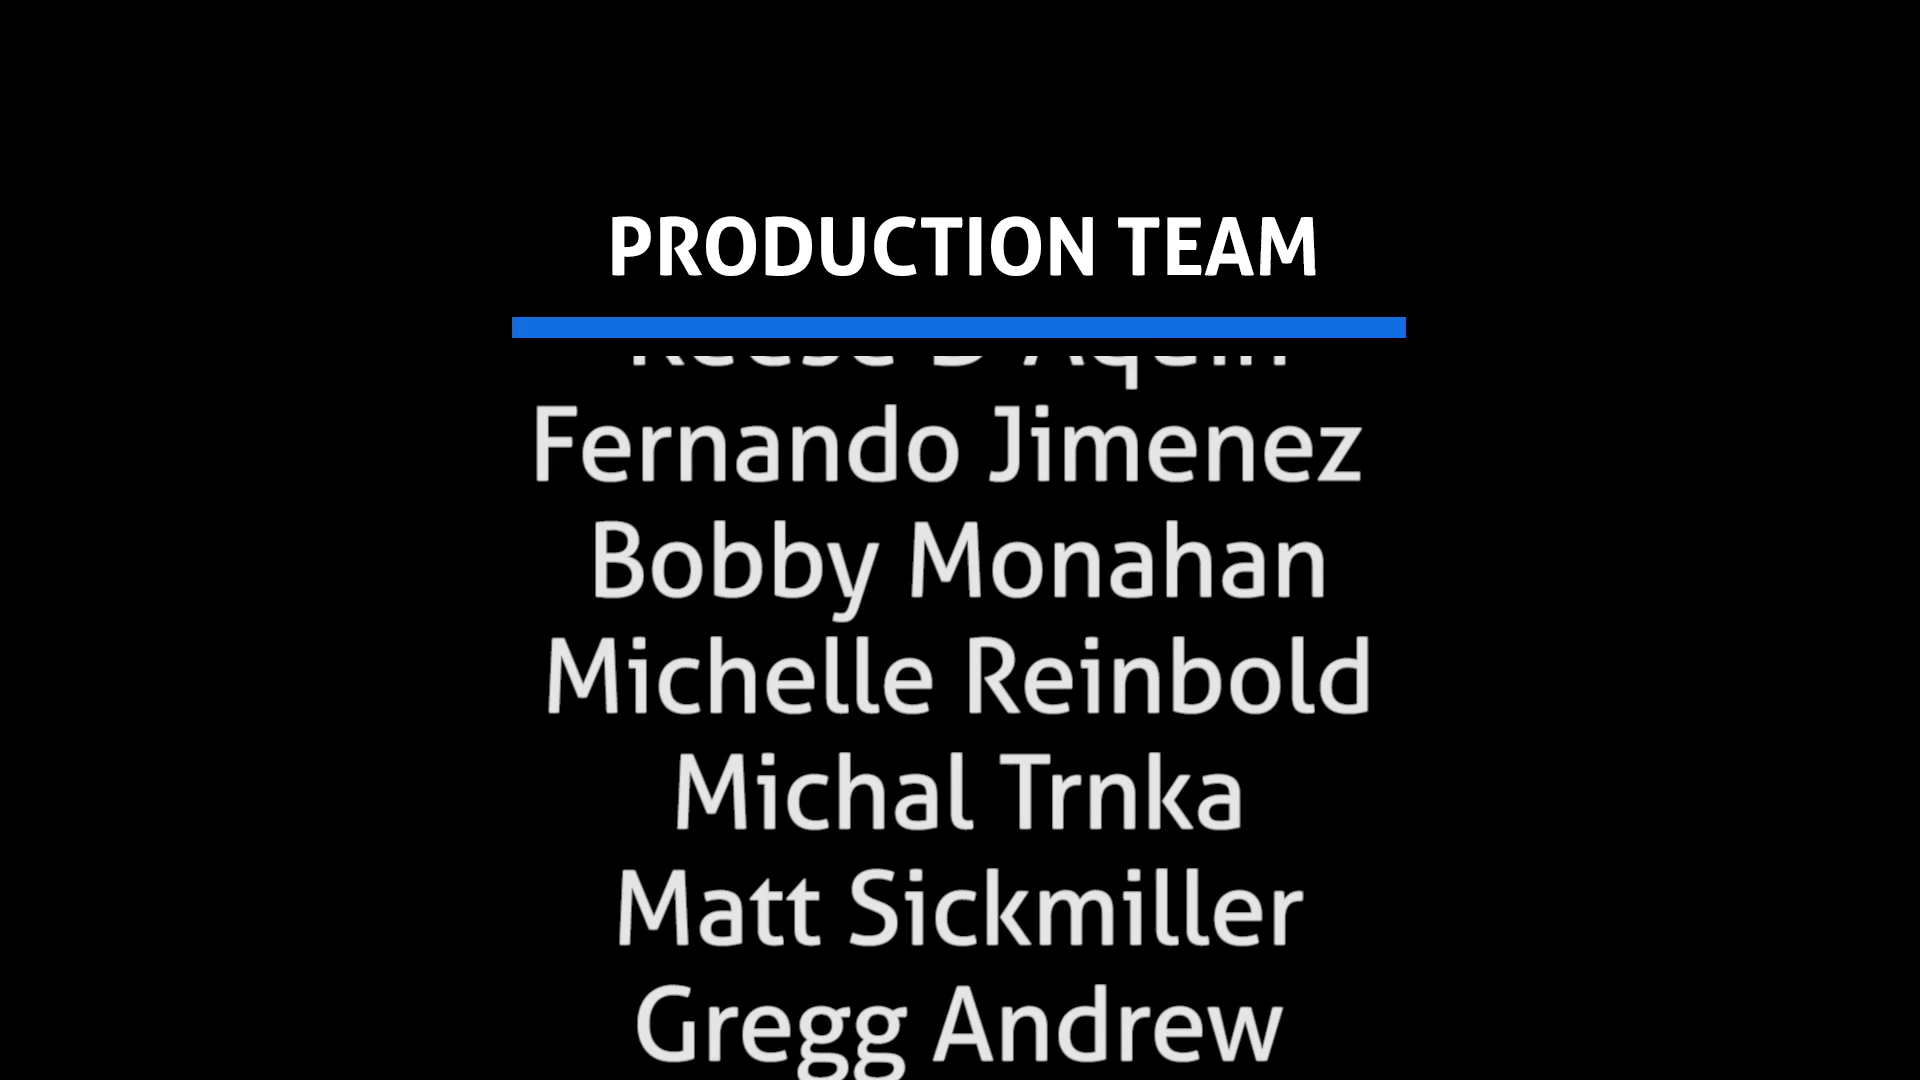 PRODUCTION TEAM
Fernando Jimenez
Bobby Monahan
Michelle Reinbold
Michal Trnka
Matt Sickmiller
Gregg Andrew